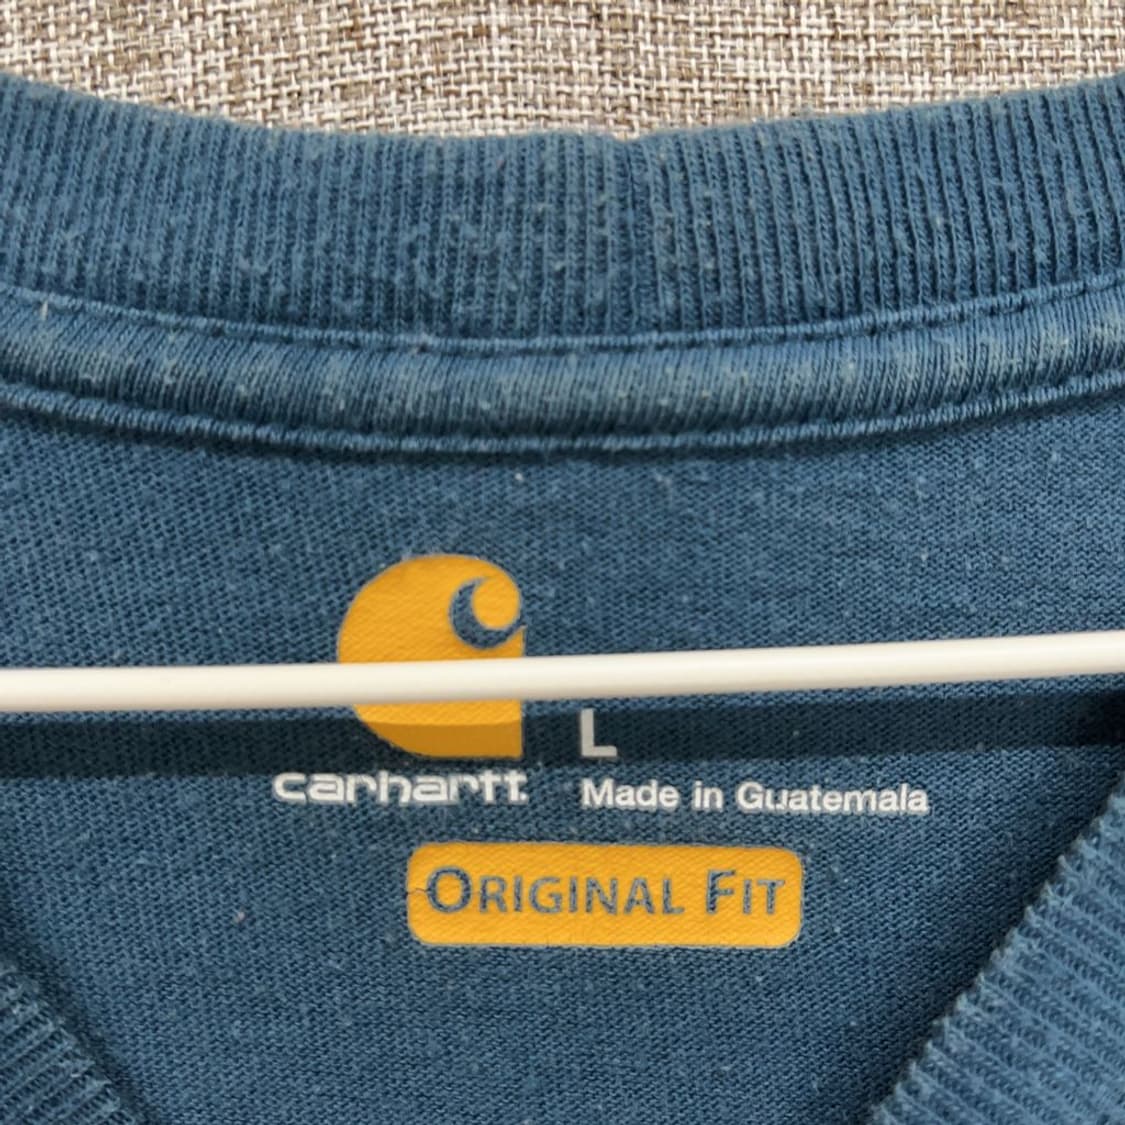 L
carhartt.
Made in Guatemala
ORIGINAL FIT